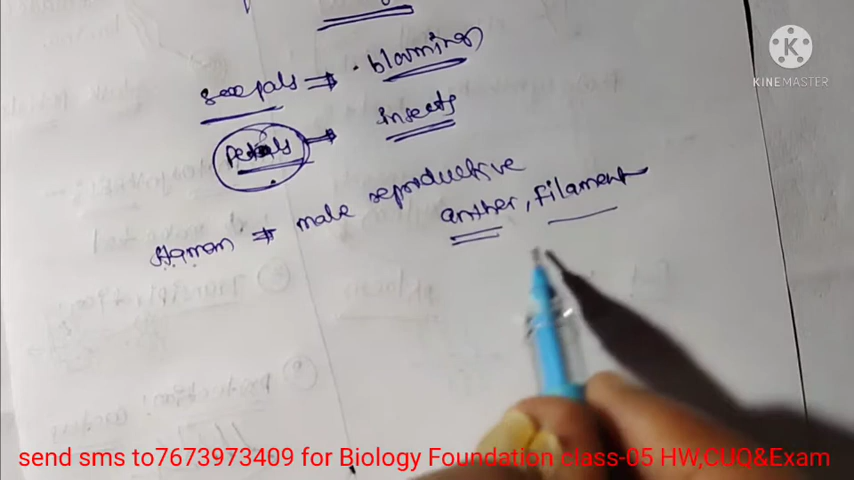 seepals ⇒ · blooming
KINEMASTER
Petals → insects
stamen ⇒ male reproductive
anther, filament
send sms to7673973409 for Biology Foundation class-05 HW,CUQ&Exam